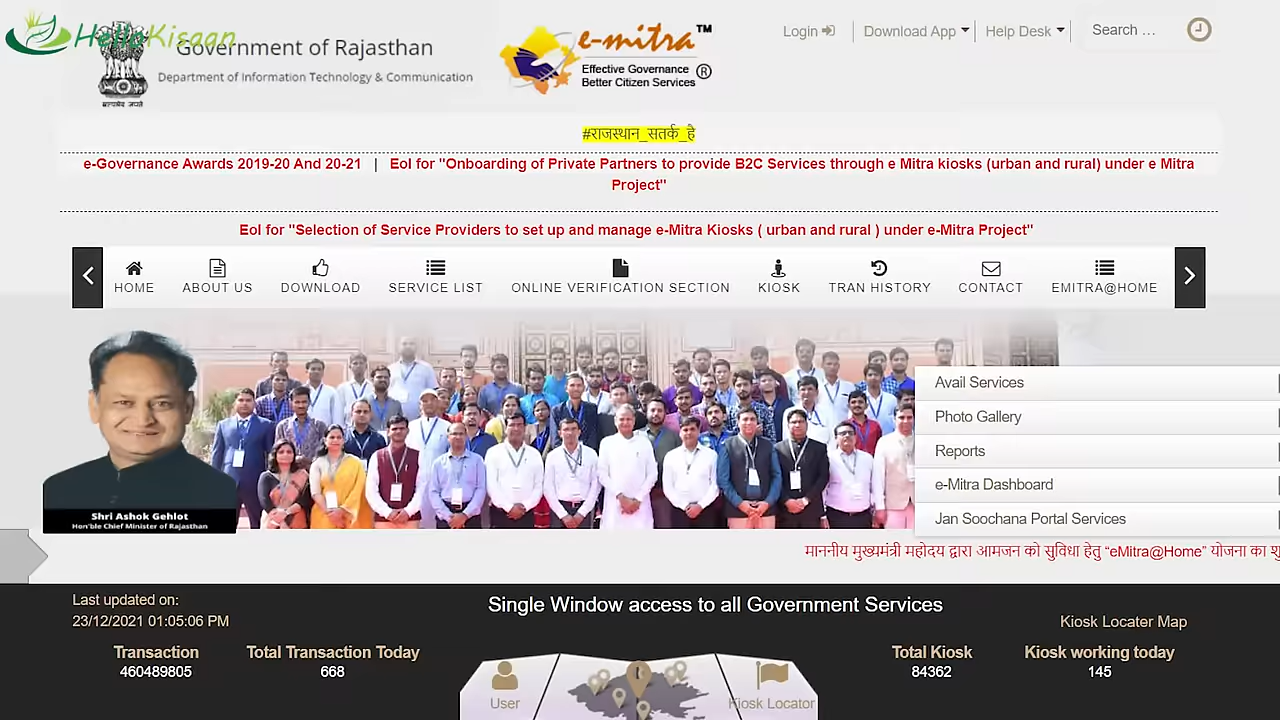 HelloKisaan
Government of Rajasthan
Department of Information Technology & Communication
सत्यमेव जयते
e-mitra™
Effective Governance
Better Citizen Services ®
Login
Download App
Help Desk
Search ...
#राजस्थान_सतर्क_है
e-Governance Awards 2019-20 And 20-21 | EoI for "Onboarding of Private Partners to provide B2C Services through e Mitra kiosks (urban and rural) under e Mitra
Project"
EoI for "Selection of Service Providers to set up and manage e-Mitra Kiosks ( urban and rural ) under e-Mitra Project"
HOME
ABOUT US
DOWNLOAD
SERVICE LIST
ONLINE VERIFICATION SECTION
KIOSK
TRAN HISTORY
CONTACT
EMITRA@HOME
Avail Services
Photo Gallery
Reports
e-Mitra Dashboard
Jan Soochana Portal Services
Shri Ashok Gehlot
Hon'ble Chief Minister of Rajasthan
माननीय मुख्यमंत्री महोदय द्वारा आमजन को सुविधा हेतु “eMitra@Home” योजना का शु
Last updated on:
23/12/2021 01:05:06 PM
Single Window access to all Government Services
Kiosk Locater Map
Transaction
460489805
Total Transaction Today
668
Total Kiosk
84362
Kiosk working today
145
User
Kiosk Locator